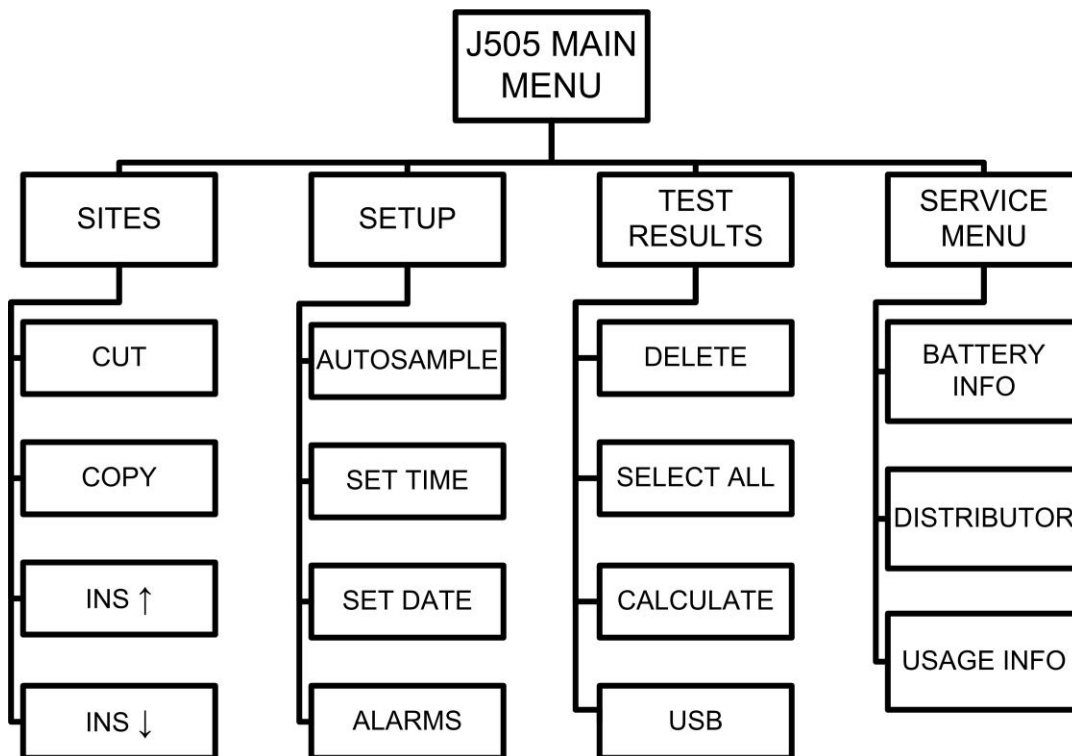 J505 MAIN
MENU
SITES
CUT
COPY
INS ↑
INS ↓
SETUP
AUTOSAMPLE
SET TIME
SET DATE
ALARMS
TEST
RESULTS
DELETE
SELECT ALL
CALCULATE
USB
SERVICE
MENU
BATTERY
INFO
DISTRIBUTOR
USAGE INFO